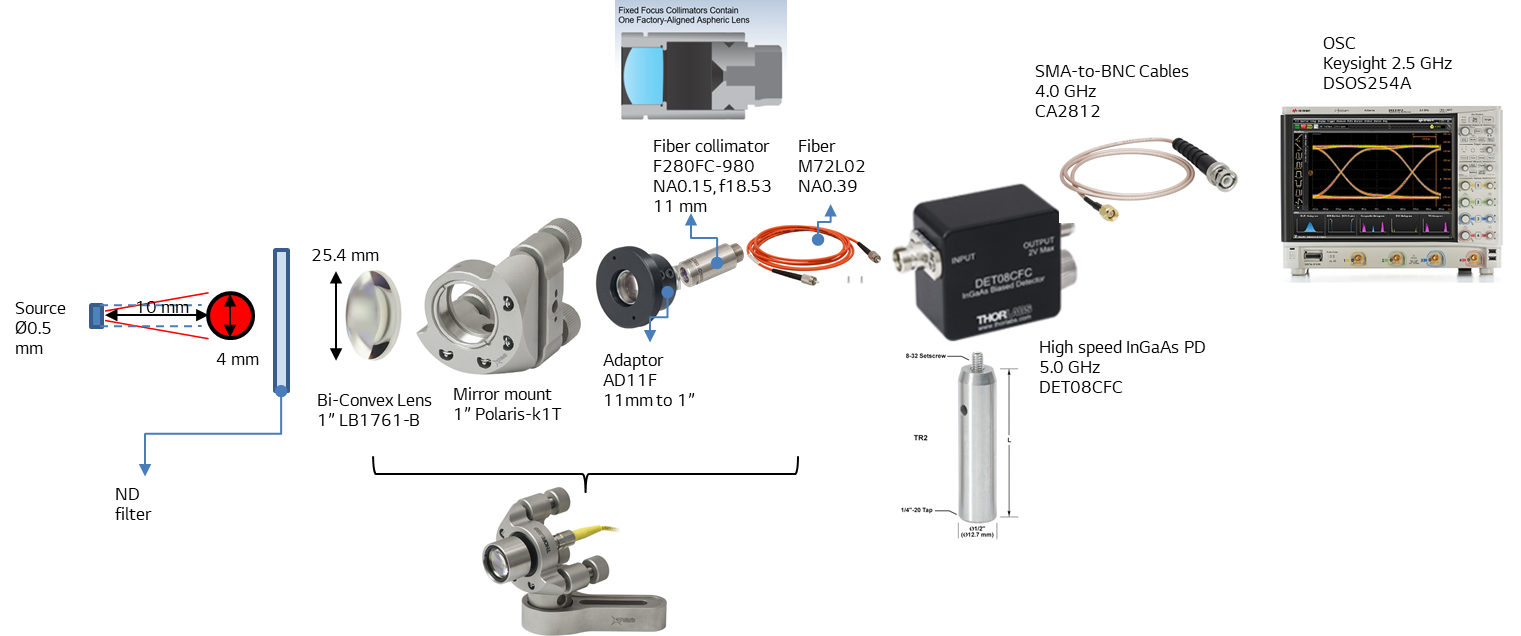 Fixed Focus Collimators Contain
One Factory-Aligned Aspheric Lens
OSC
Keysight 2.5 GHz
DSOS254A
SMA-to-BNC Cables
4.0 GHz
CA2812
Fiber collimator
F280FC-980
NA0.15, f18.53
11 mm
Fiber
M72L02
NA0.39
25.4 mm
Source
Ø0.5
mm
10 mm
4 mm
INPUT
OUTPUT
2V Max
DET08CFC
InGaAs Biased Detector
THORLABS
www.thorlabs.com
High speed InGaAs PD
5.0 GHz
DET08CFC
Adaptor
AD11F
11mm to 1”
Bi-Convex Lens
1” LB1761-B
Mirror mount
1” Polaris-k1T
8-32 Setscrew
TR2
L
1/4"-20 Tap
Ø1/2"
(Ø12.7 mm)
ND
filter